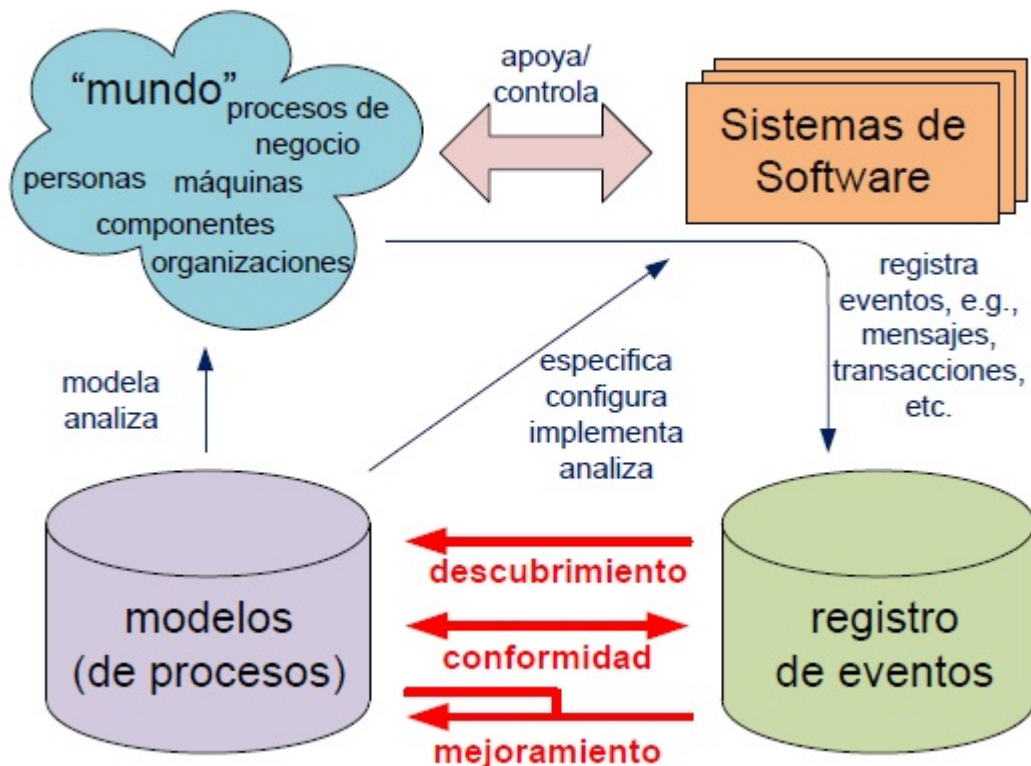 “mundo”
procesos de
negocio
personas
máquinas
componentes
organizaciones
apoya/
controla
Sistemas de
Software
registra
eventos, e.g.,
mensajes,
transacciones,
etc.
modela
analiza
especifica
configura
implementa
analiza
modelos
(de procesos)
descubrimiento
conformidad
mejoramiento
registro
de eventos